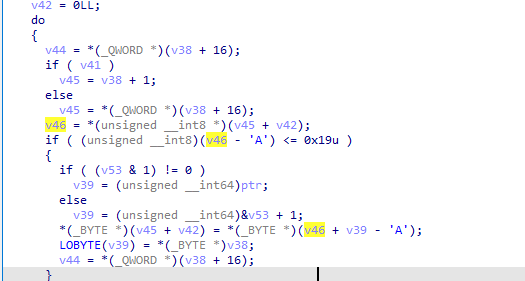 v42 = 0LL;
do
{
v44 = *(_QWORD *)(v38 + 16);
if ( v41 )
v45 = v38 + 1;
else
v45 = *(_QWORD *)(v38 + 16);
v46 = *(unsigned __int8 *)(v45 + v42);
if ( (unsigned __int8)(v46 - 'A') <= 0x19u )
{
if ( (v53 & 1) != 0 )
v39 = (unsigned __int64)ptr;
else
v39 = (unsigned __int64)&v53 + 1;
*(_BYTE *)(v45 + v42) = *(_BYTE *)(v46 + v39 - 'A');
LOBYTE(v39) = *(_BYTE *)v38;
v44 = *(_QWORD *)(v38 + 16);
}